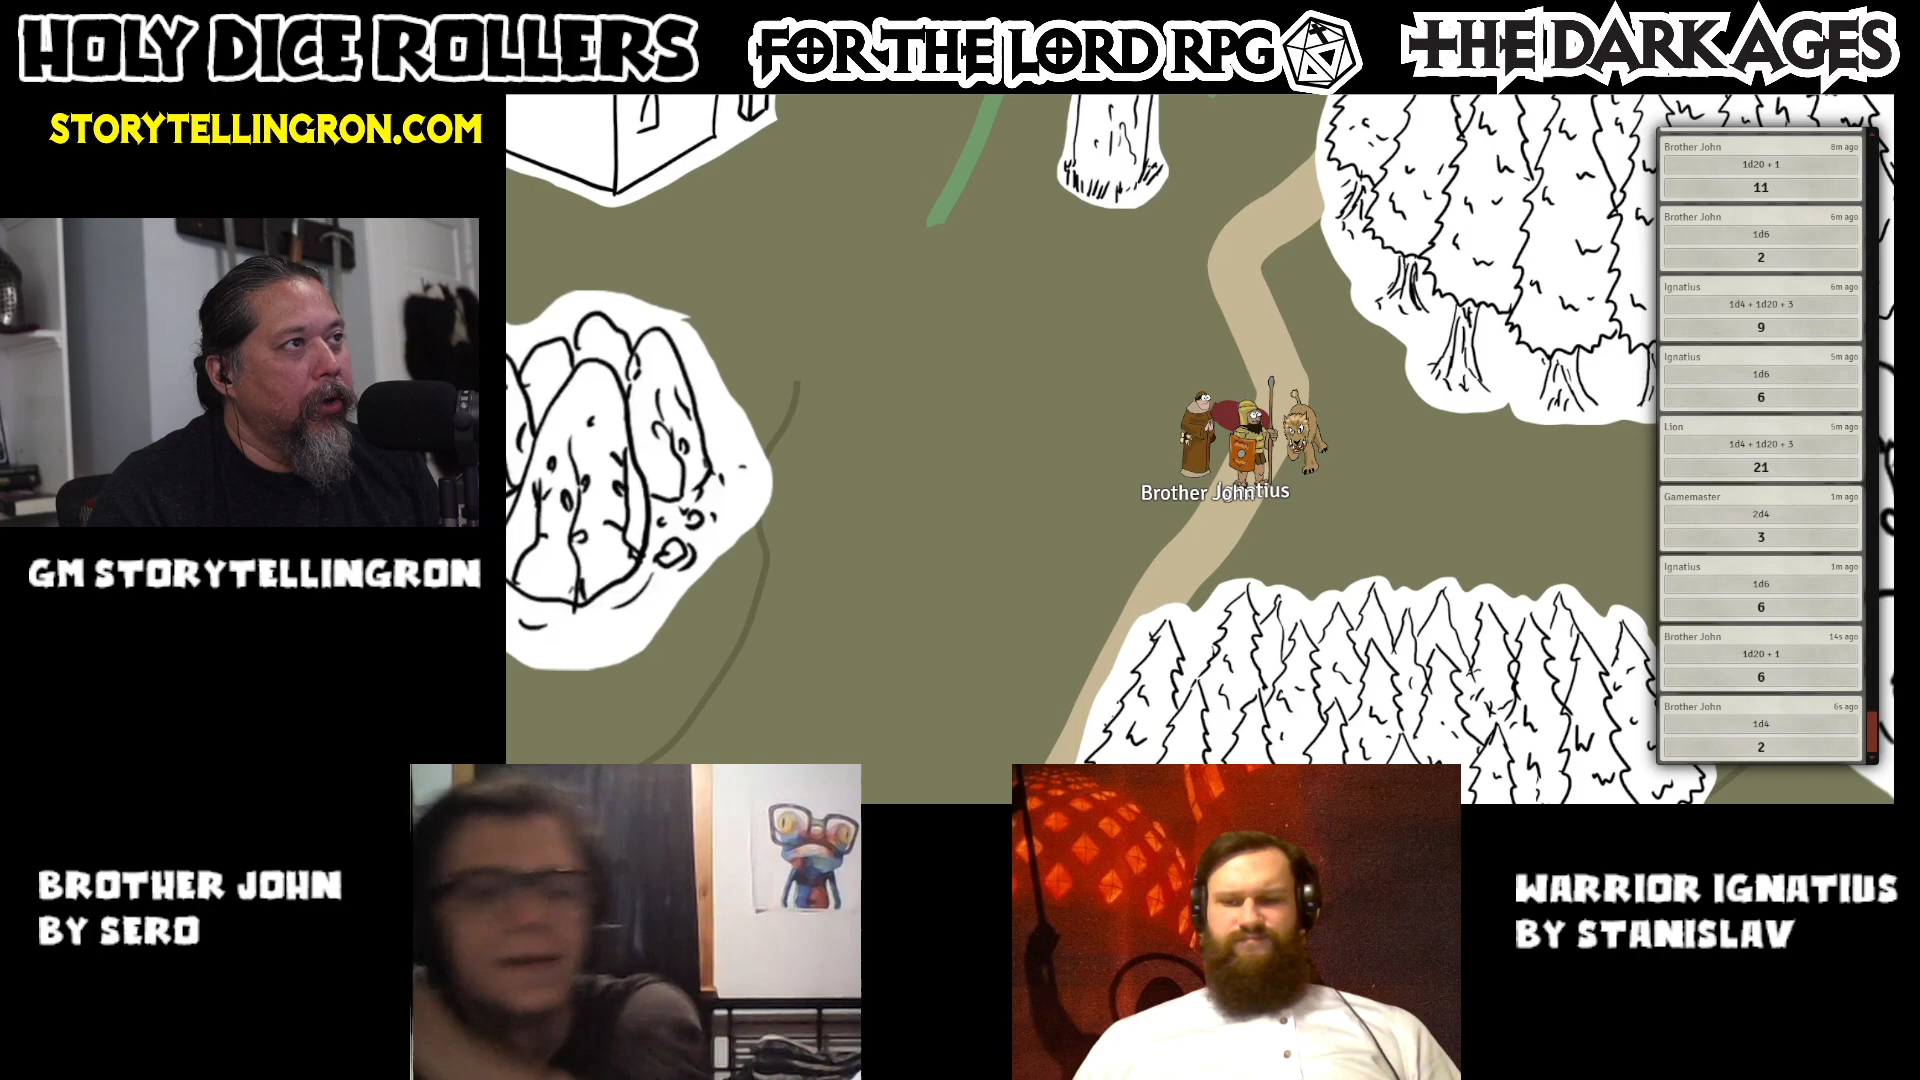 HOLY DICE ROLLERS
FOR THE LORD RPG
THE DARK AGES
STORYTELLINGRON.COM
GM STORYTELLINGRON
Brother John 8m ago
1d20 + 1
11
Brother John 6m ago
1d6
2
Ignatius 6m ago
1d4 + 1d20 + 3
9
Ignatius 5m ago
1d6
6
Lion 5m ago
1d4 + 1d20 + 3
21
Gamemaster 1m ago
2d4
3
Ignatius 1m ago
1d6
6
Brother John 14s ago
1d20 + 1
6
Brother John 6s ago
1d4
2
Brother John
BROTHER JOHN
BY SERO
WARRIOR IGNATIUS
BY STANISLAV